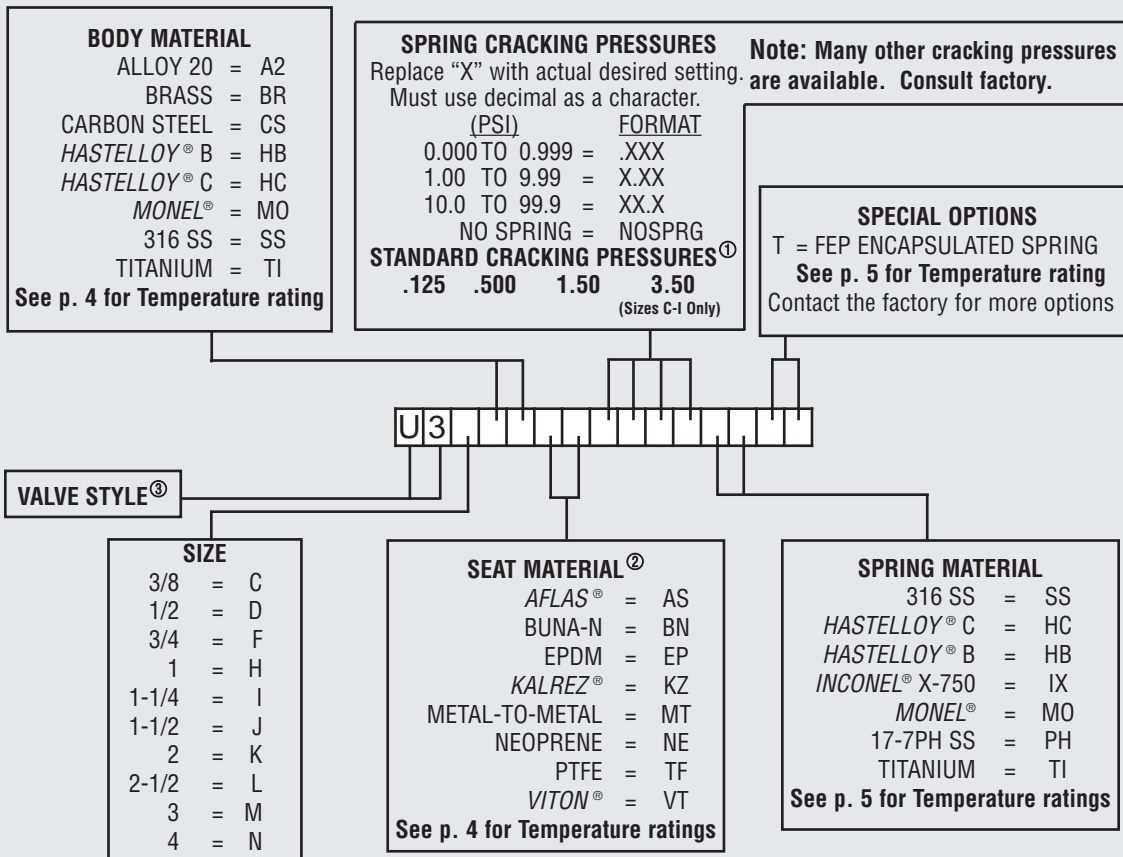 BODY MATERIAL
ALLOY 20 = A2
BRASS = BR
CARBON STEEL = CS
HASTELLOY® B = HB
HASTELLOY® C = HC
MONEL® = MO
316 SS = SS
TITANIUM = TI
See p. 4 for Temperature rating
SPRING CRACKING PRESSURES
Replace “X” with actual desired setting.
Must use decimal as a character.
(PSI) FORMAT
0.000 TO 0.999 = .XXX
1.00 TO 9.99 = X.XX
10.0 TO 99.9 = XX.X
NO SPRING = NOSPRG
STANDARD CRACKING PRESSURES①
.125 .500 1.50 3.50
(Sizes C-I Only)
Note: Many other cracking pressures
are available. Consult factory.
SPECIAL OPTIONS
T = FEP ENCAPSULATED SPRING
See p. 5 for Temperature rating
Contact the factory for more options
U3
VALVE STYLE③
SIZE
3/8 = C
1/2 = D
3/4 = F
1 = H
1-1/4 = I
1-1/2 = J
2 = K
2-1/2 = L
3 = M
4 = N
SEAT MATERIAL②
AFLAS® = AS
BUNA-N = BN
EPDM = EP
KALREZ® = KZ
METAL-TO-METAL = MT
NEOPRENE = NE
PTFE = TF
VITON® = VT
See p. 4 for Temperature ratings
SPRING MATERIAL
316 SS = SS
HASTELLOY® C = HC
HASTELLOY® B = HB
INCONEL® X-750 = IX
MONEL® = MO
17-7PH SS = PH
TITANIUM = TI
See p. 5 for Temperature ratings